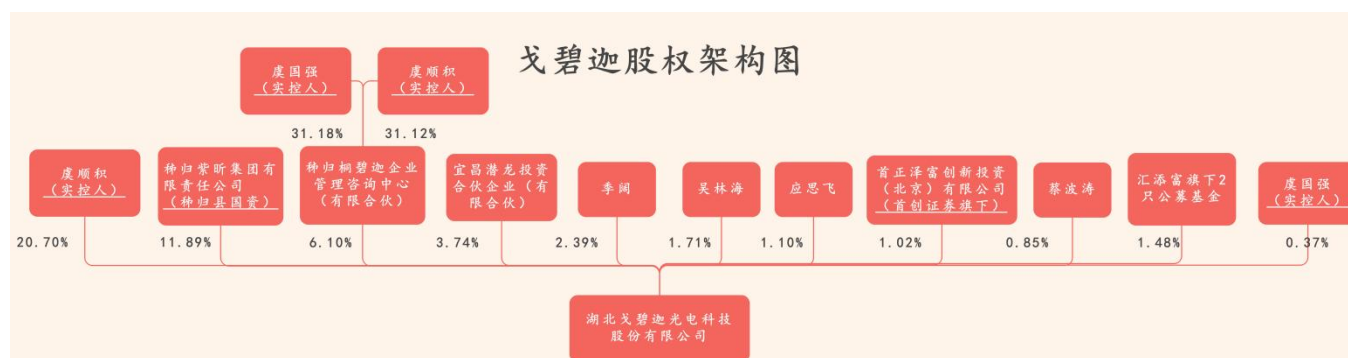 戈碧迦股权架构图
虞国强
（实控人）
虞顺积
（实控人）
31.18%
31.12%
虞顺积
（实控人）
秭归紫昕集团有
限责任公司
（秭归县国资）
秭归桐碧迦企业
管理咨询中心
（有限合伙）
宜昌潜龙投资
合伙企业（有
限合伙）
季阔
吴林海
应思飞
首正泽富创新投资
（北京）有限公司
（首创证券旗下）
蔡波涛
汇添富旗下2
只公募基金
虞国强
（实控人）
20.70%
11.89%
6.10%
3.74%
2.39%
1.71%
1.10%
1.02%
0.85%
1.48%
0.37%
湖北戈碧迦光电科技
股份有限公司